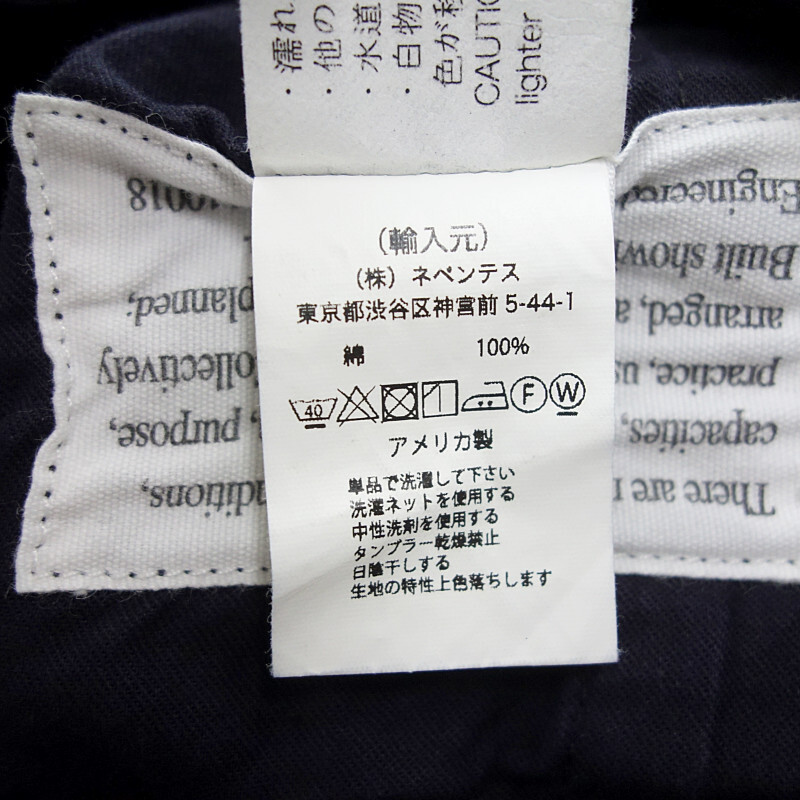 ・濡れ
・他の
・水道
・白物
色が移
CAUTION
lighter
(輸入元)
(株) ネペンテス
東京都渋谷区神宮前 5-44-1
綿 100%
40 F W
アメリカ製
単品で洗濯して下さい
洗濯ネットを使用する
中性洗剤を使用する
タンブラー乾燥禁止
日陰干しする
生地の特性上色落ちします
There are nditions,
capacities, purpose,
practice, us ollectively
arranged, a planned;
Built show
Engineered 10018